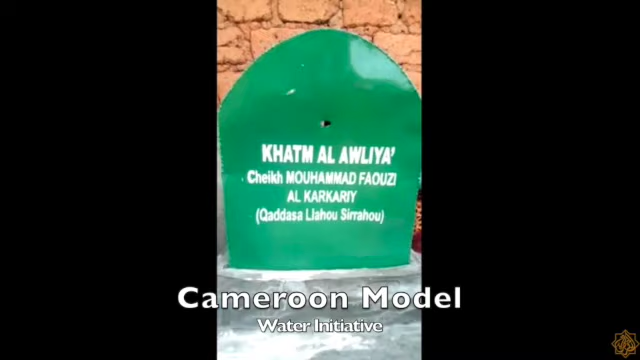 KHATM AL AWLIYA'
Cheikh MOUHAMMAD FAOUZI
AL KARKARIY
(Qaddasa Llahou Sirrahou)
Cameroon Model
Water Initiative